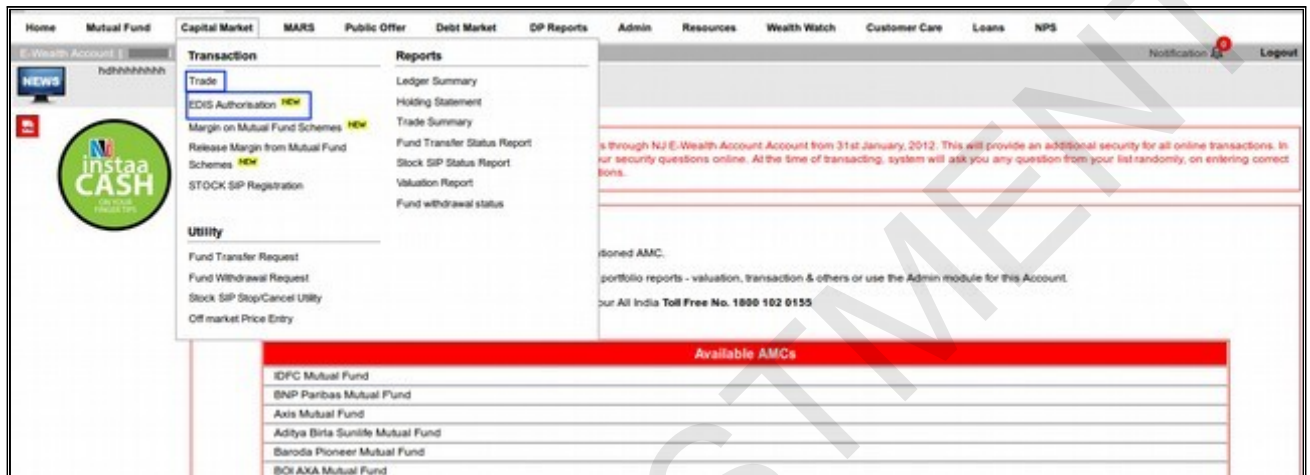 Home Mutual Fund Capital Market MARS Public Offer Debt Market DP Reports Admin Resources Wealth Watch Customer Care Loans NPS
E-Wealth Account | | Notification 0 Logout
NEWS hdhhhhhhhh
Transaction
Trade
EDIS Authorisation NEW
Margin on Mutual Fund Schemes NEW
Release Margin from Mutual Fund
Schemes NEW
STOCK SIP Registration
Utility
Fund Transfer Request
Fund Withdrawal Request
Stock SIP Stop/Cancel Utility
Off market Price Entry
Reports
Ledger Summary
Holding Statement
Trade Summary
Fund Transfer Status Report
Stock SIP Status Report
Valuation Report
Fund withdrawal status
NJ
instaa
CASH
ON YOUR
FINGER TIPS
s through NJ E-Wealth Account Account from 31st January, 2012. This will provide an additional security for all online transactions. In
ur security questions online. At the time of transacting, system will ask you any question from your list randomly, on entering correct
tions.
tioned AMC.
portfolio reports - valuation, transaction & others or use the Admin module for this Account.
our All India Toll Free No. 1800 102 0155
Available AMCs
IDFC Mutual Fund
BNP Paribas Mutual Fund
Axis Mutual Fund
Aditya Birla Sunlife Mutual Fund
Baroda Pioneer Mutual Fund
BOI AXA Mutual Fund